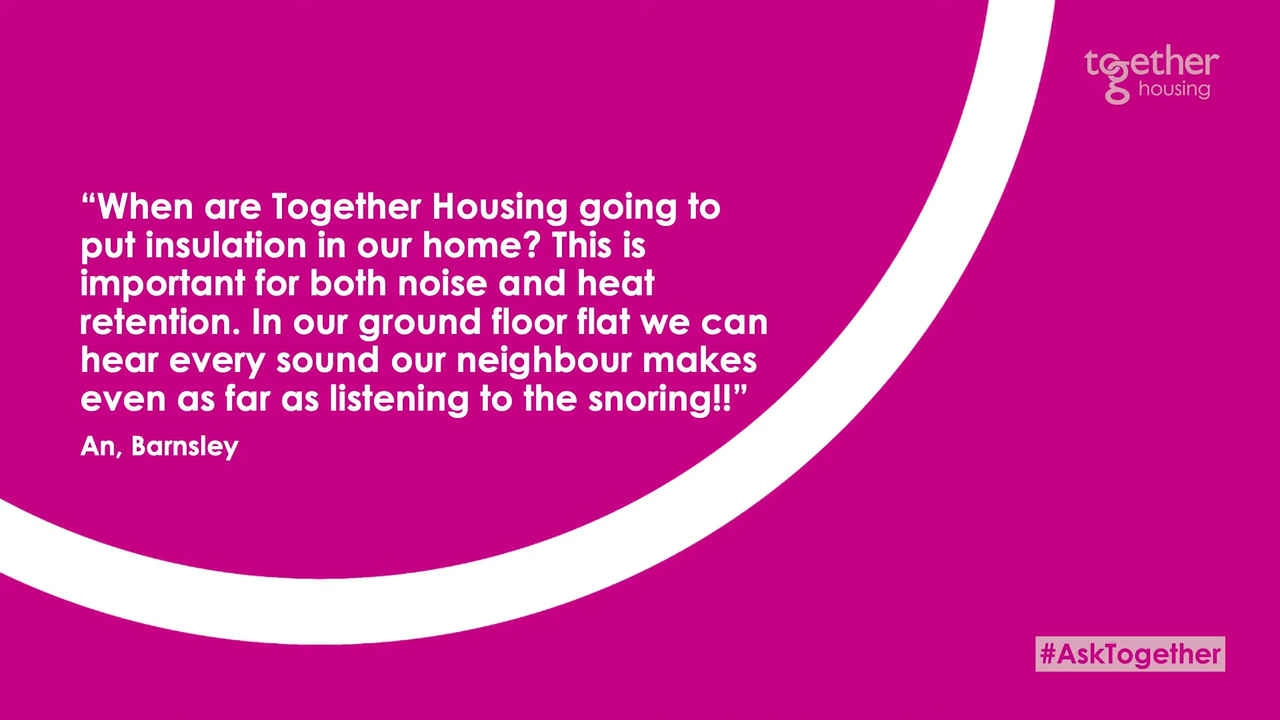 together
housing
“When are Together Housing going to
put insulation in our home? This is
important for both noise and heat
retention. In our ground floor flat we can
hear every sound our neighbour makes
even as far as listening to the snoring!!”
An, Barnsley
#AskTogether